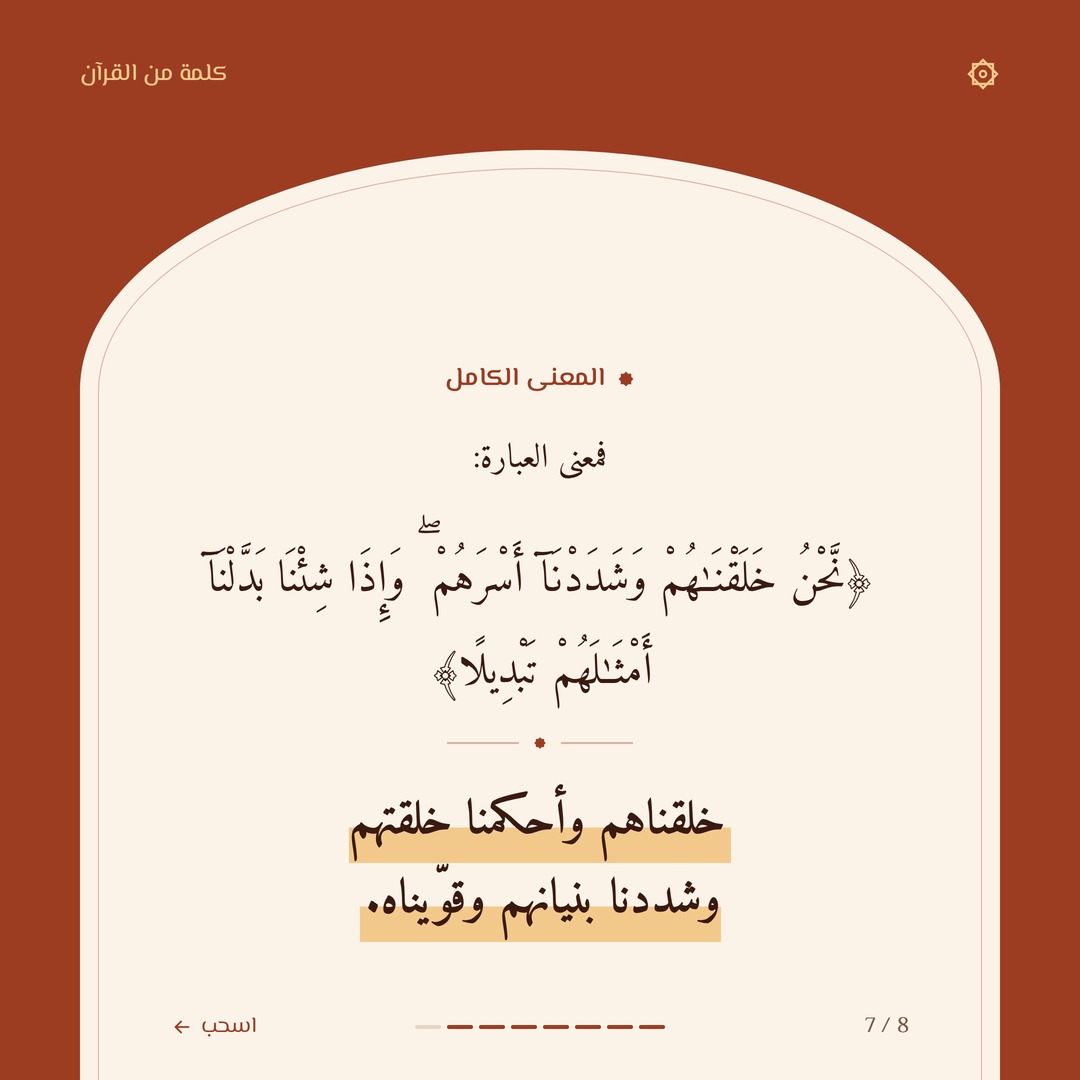 كلمة من القرآن
المعنى الكامل
فمعنى العبارة:
﴿نَّحْنُ خَلَقْنَـٰهُمْ وَشَدَدْنَآ أَسْرَهُمْ ۖ وَإِذَا شِئْنَا بَدَّلْنَآ
أَمْثَـٰلَهُمْ تَبْدِيلًا﴾
خلقناهم وأحكمنا خلقتهم
وشددنا بنيانهم وقوّيناه.
7 / 8
اسحب ←